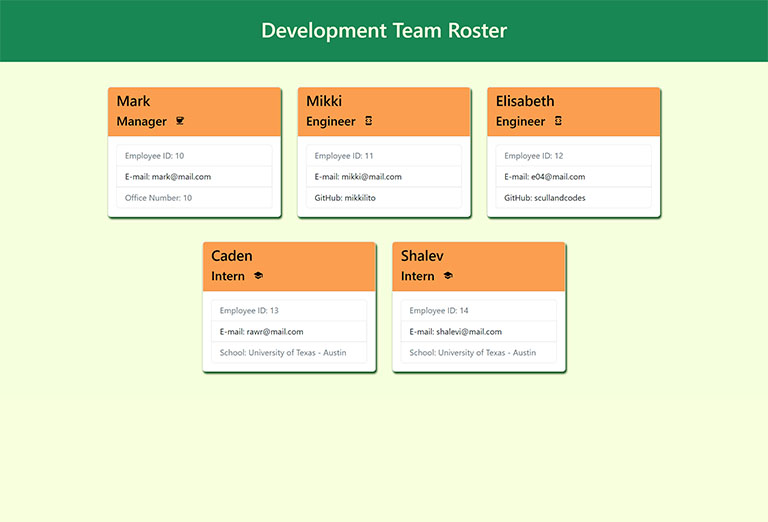 Development Team Roster
Mark
Manager
Employee ID: 10
E-mail: mark@mail.com
Office Number: 10
Mikki
Engineer
Employee ID: 11
E-mail: mikki@mail.com
GitHub: mikkilito
Elisabeth
Engineer
Employee ID: 12
E-mail: e04@mail.com
GitHub: scullandcodes
Caden
Intern
Employee ID: 13
E-mail: rawr@mail.com
School: University of Texas - Austin
Shalev
Intern
Employee ID: 14
E-mail: shalevi@mail.com
School: University of Texas - Austin